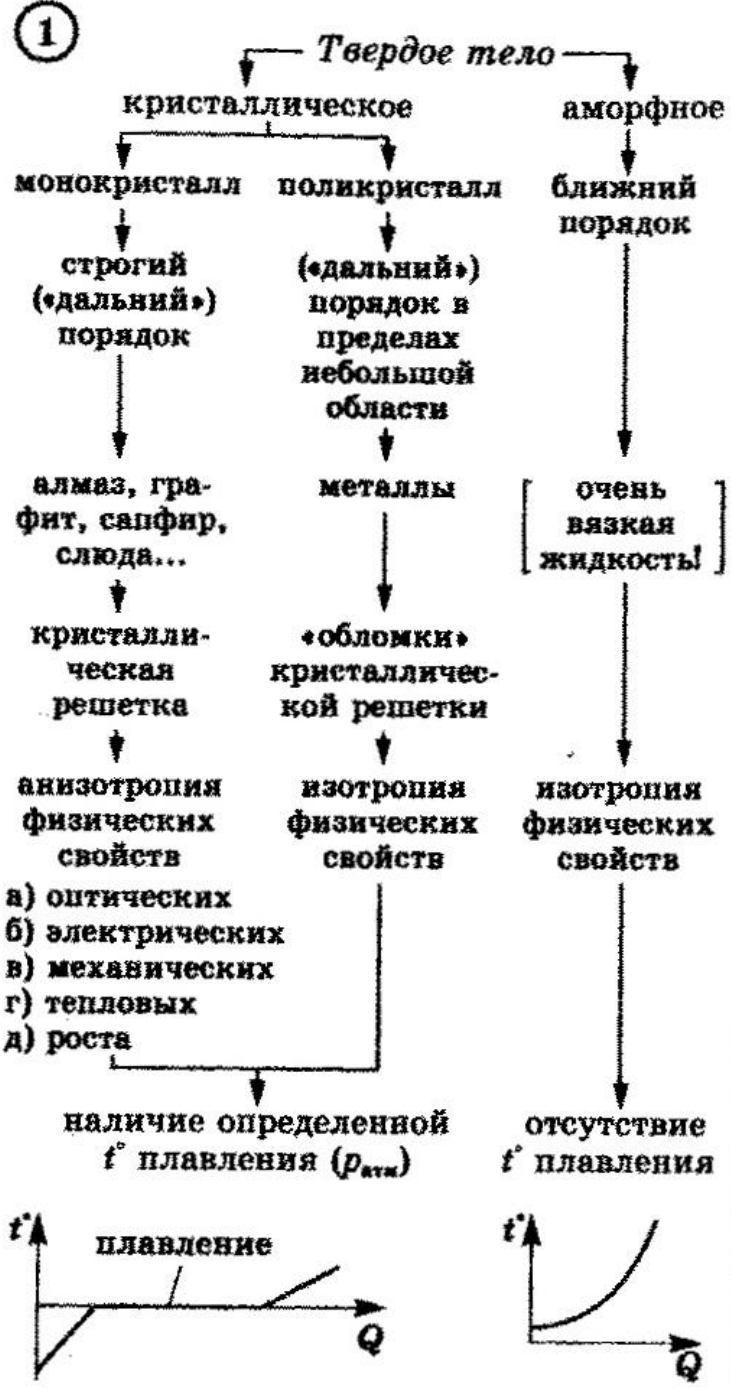 1
Твердое тело
кристаллическое
аморфное
монокристалл
поликристалл
ближний
порядок
строгий
(«дальний»)
порядок
(«дальний»)
порядок в
пределах
небольшой
области
алмаз, гра-
фит, сапфир,
слюда...
металлы
очень
вязкая
жидкость!
кристалли-
ческая
решетка
«обломки»
кристалличес-
кой решетки
анизотропия
физических
свойств
а) оптических
б) электрических
в) механических
г) тепловых
д) роста
изотропия
физических
свойств
изотропия
физических
свойств
наличие определенной
t° плавления (pатм)
отсутствие
t° плавления
t°
плавление
Q
t°
Q